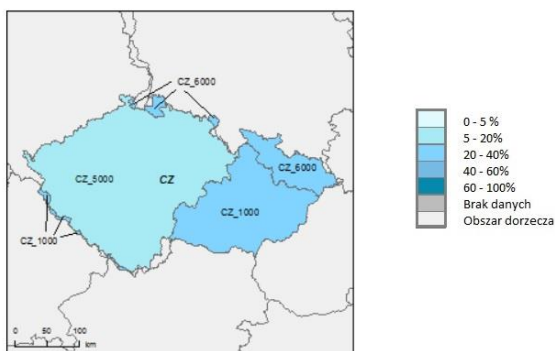 CZ_6000
CZ_5000
CZ
CZ_6000
CZ_1000
CZ_1000
0 50 100
km
0 - 5 %
5 - 20%
20 - 40%
40 - 60%
60 - 100%
Brak danych
Obszar dorzecza